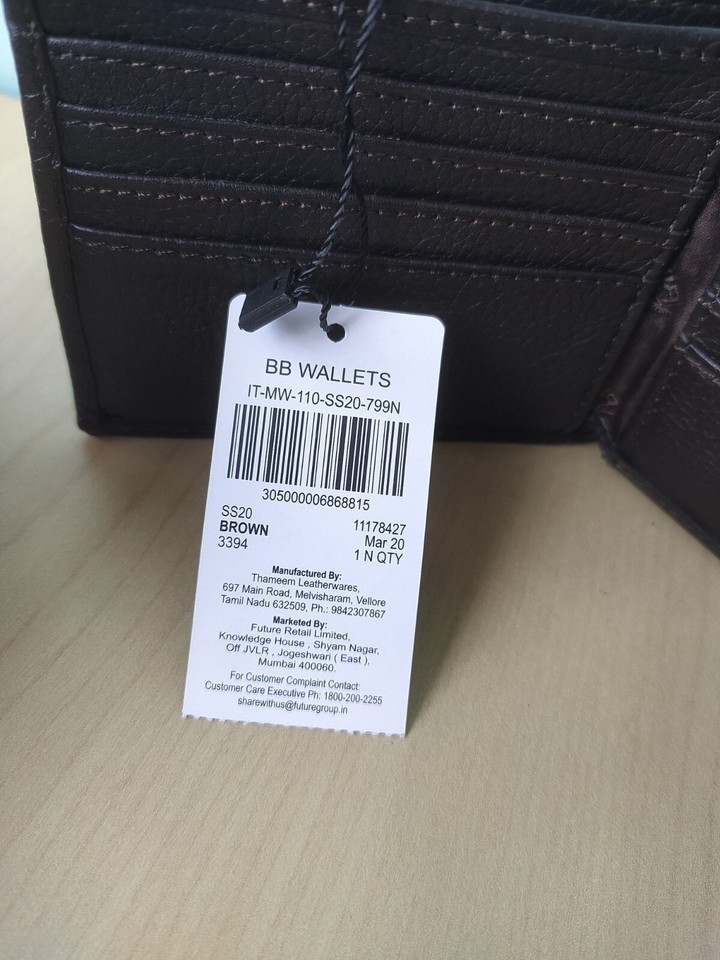 BB WALLETS
IT-MW-110-SS20-799N
305000006868815
SS20 11178427
BROWN Mar 20
3394 1 N QTY
Manufactured By:
Thameem Leatherwares,
697 Main Road, Melvisharam, Vellore
Tamil Nadu 632509, Ph.: 9842307867
Marketed By:
Future Retail Limited,
Knowledge House , Shyam Nagar,
Off JVLR , Jogeshwari ( East ),
Mumbai 400060.
For Customer Complaint Contact:
Customer Care Executive Ph: 1800-200-2255
sharewithus@futuregroup.in